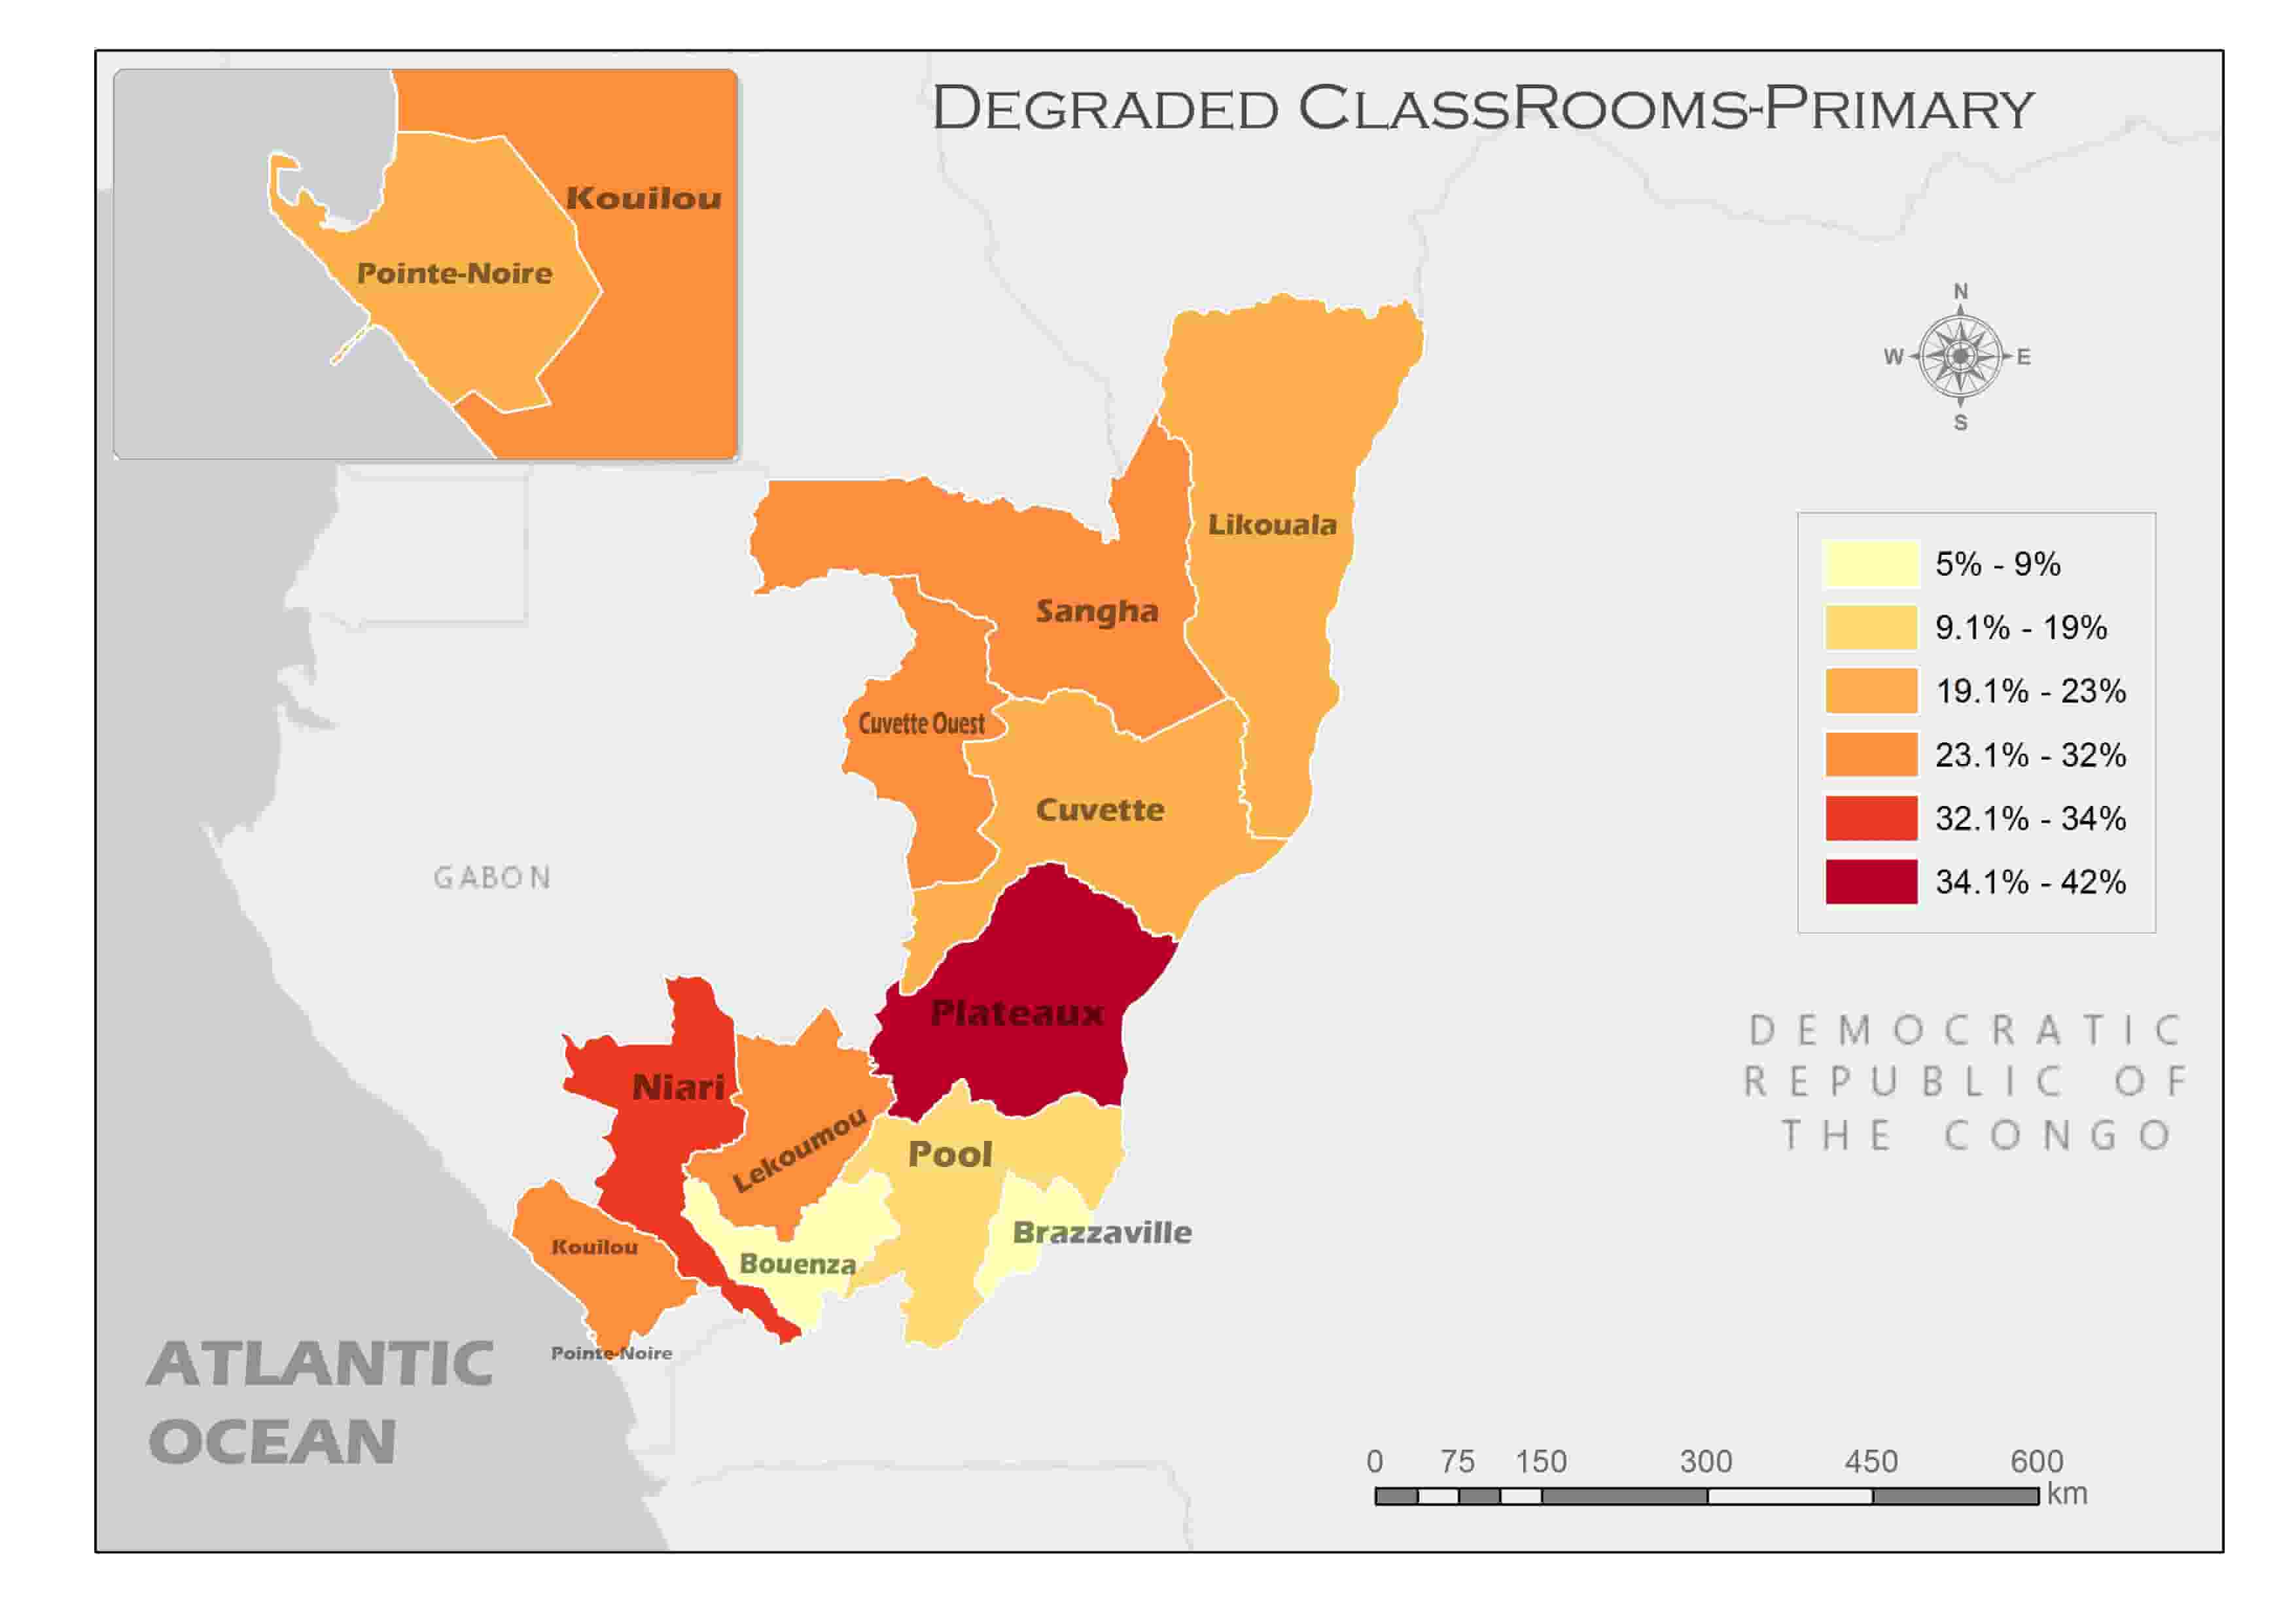 DEGRADED CLASSROOMS-PRIMARY
Kouilou
Pointe-Noire
N
W E
S
Likouala
Sangha
Cuvette Ouest
Cuvette
5% - 9%
9.1% - 19%
19.1% - 23%
23.1% - 32%
32.1% - 34%
34.1% - 42%
GABON
Plateaux
DEMOCRATIC
REPUBLIC OF
THE CONGO
Niari
Lekoumou
Pool
Brazzaville
Kouilou
Bouenza
Pointe-Noire
ATLANTIC
OCEAN
0 75 150 300 450 600
km